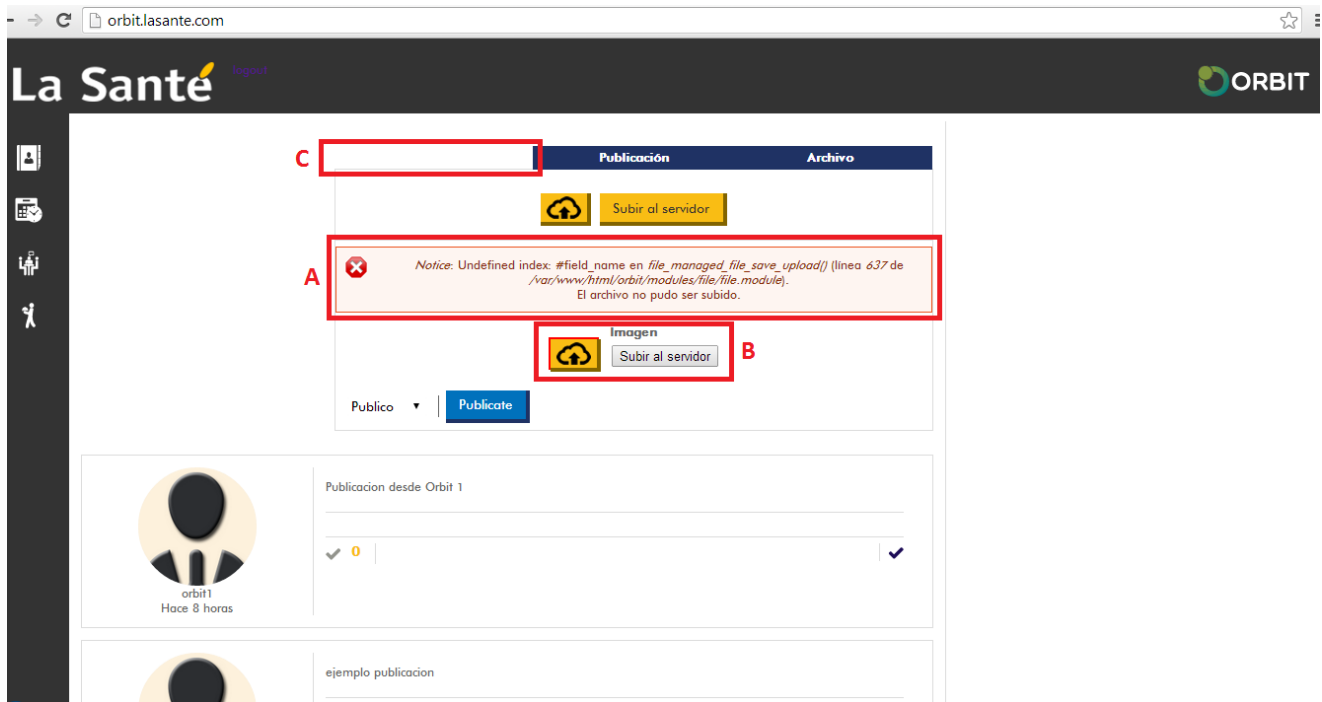 orbit.lasante.com
La Santé
ORBIT
C
Publicación Archivo
Subir al servidor
A
Notice: Undefined index: #field_name en file_managed_file_save_upload() (línea 637 de
/var/www/html/orbit/modules/file/file.module).
El archivo no pudo ser subido.
Imagen
Subir al servidor
B
Publico
Publicate
Publicacion desde Orbit 1
0
orbit1
Hace 8 horas
ejemplo publicacion